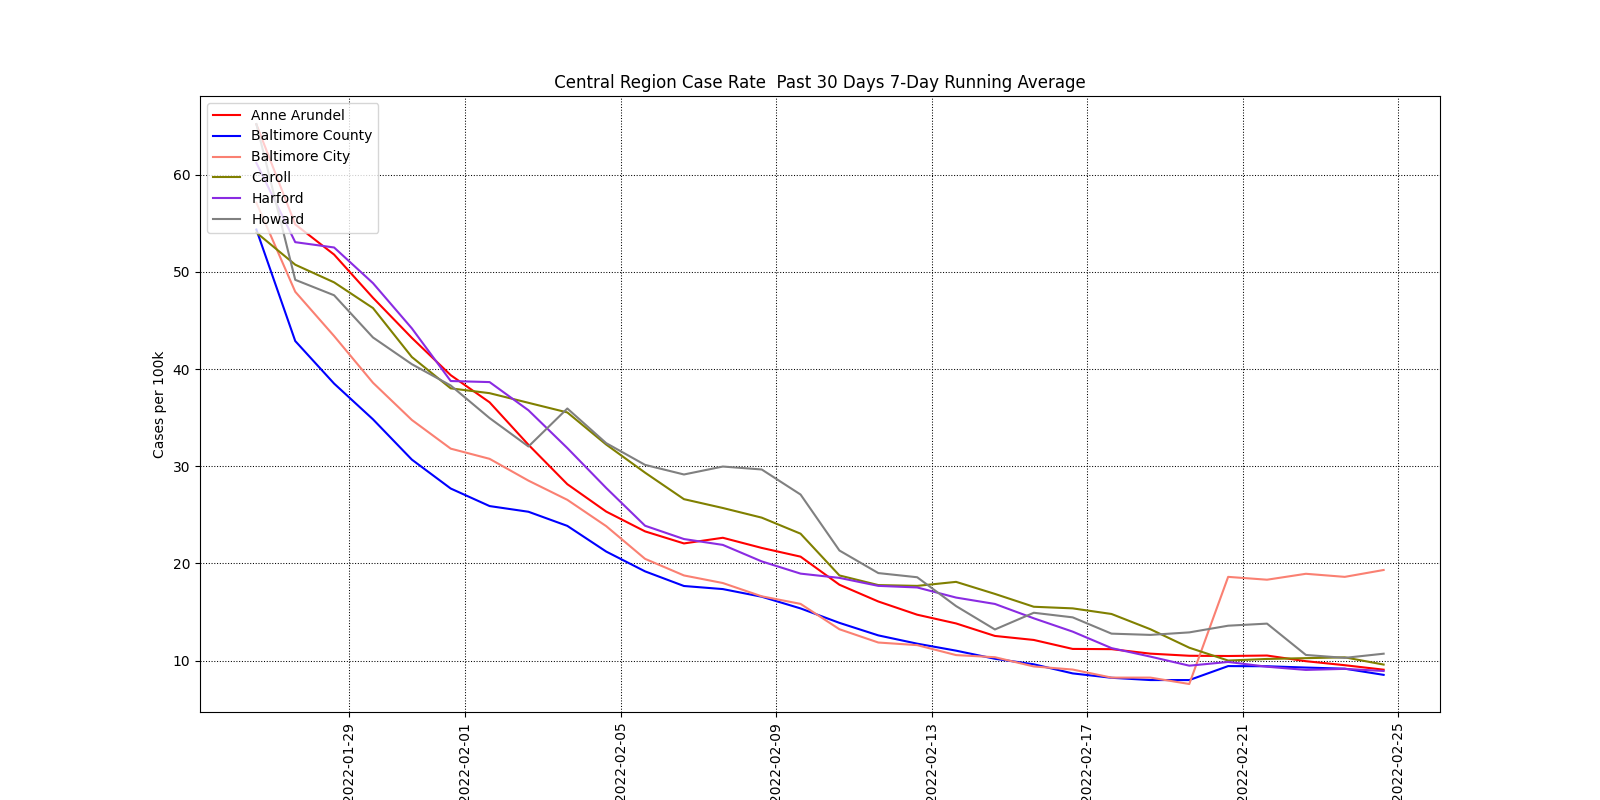 Central Region Case Rate  Past 30 Days 7-Day Running Average
Anne Arundel
Baltimore County
Baltimore City
Caroll
Harford
Howard
Cases per 100k
60
50
40
30
20
10
2022-01-29
2022-02-01
2022-02-05
2022-02-09
2022-02-13
2022-02-17
2022-02-21
2022-02-25